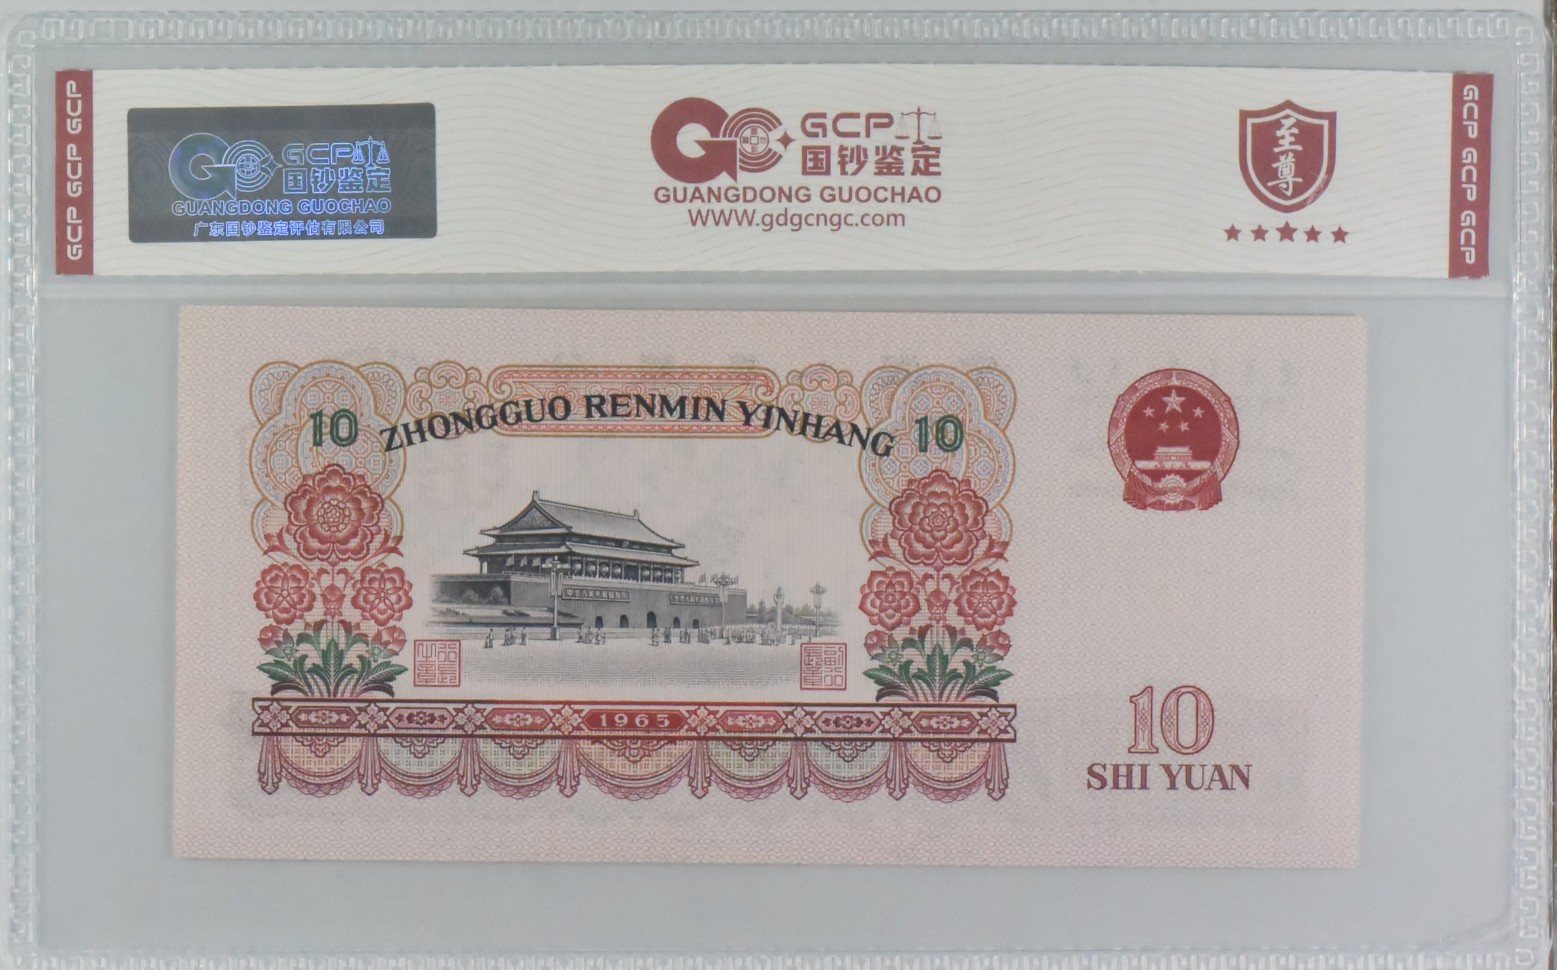 GCP GCP GCP
GCP
国钞鉴定
GUANGDONG GUOCHAO
广东国钞鉴定评估有限公司
GCP
国钞鉴定
GUANGDONG GUOCHAO
WWW.gdgcngc.com
至尊
GCP GCP GCP
10 ZHONGGUO RENMIN YINHANG 10
1965
10
SHI YUAN